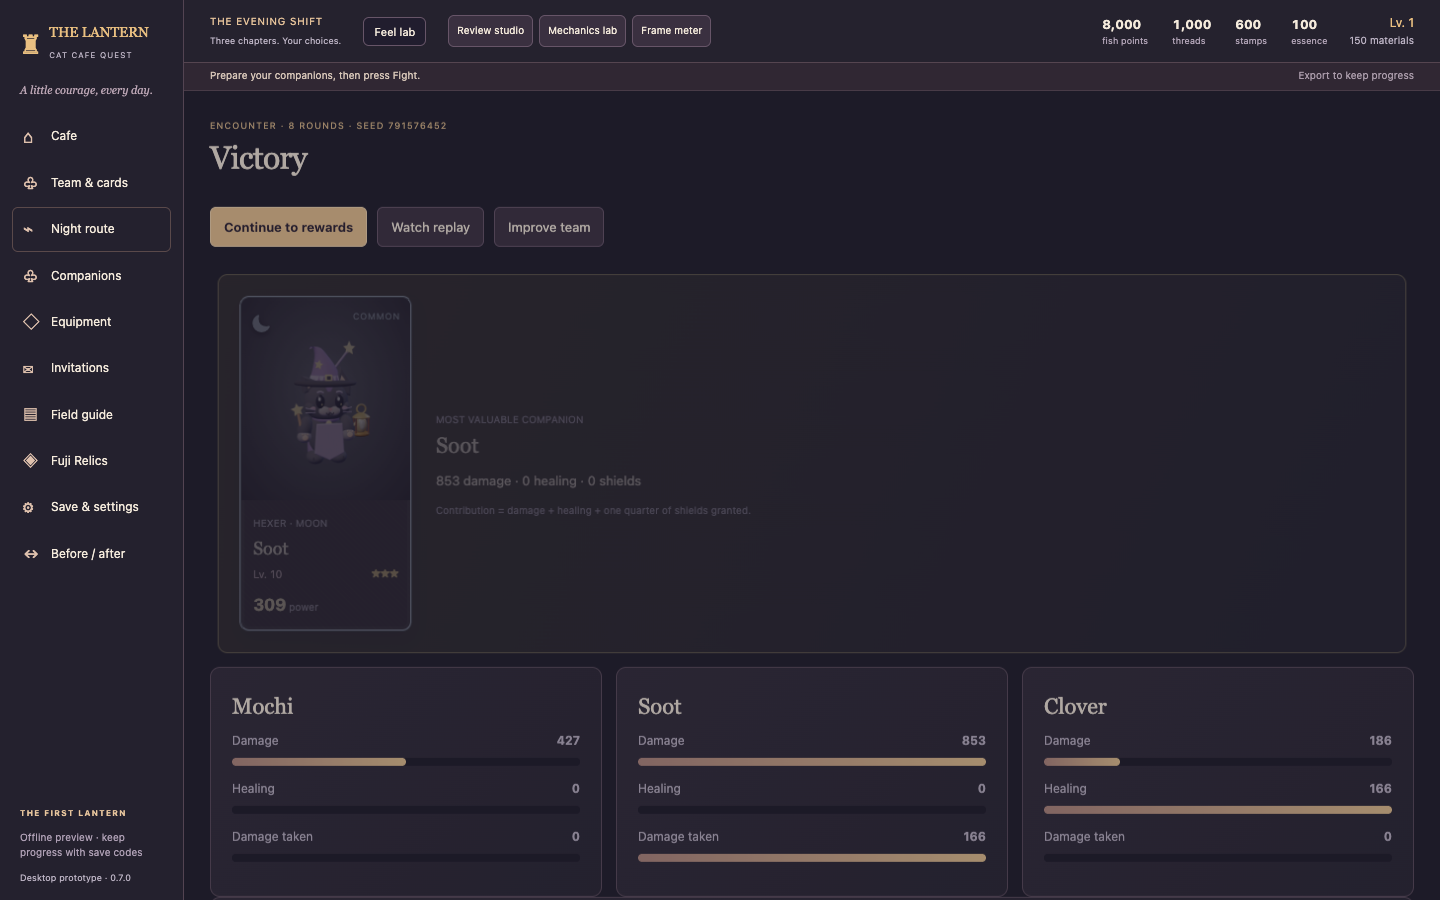 THE LANTERN
CAT CAFE QUEST
A little courage, every day.
Cafe
Team & cards
Night route
Companions
Equipment
Invitations
Field guide
Fuji Relics
Save & settings
Before / after
THE FIRST LANTERN
Offline preview · keep
progress with save codes
Desktop prototype · 0.7.0
THE EVENING SHIFT
Three chapters. Your choices.
Feel lab
Review studio
Mechanics lab
Frame meter
8,000
fish points
1,000
threads
600
stamps
100
essence
Lv. 1
150 materials
Prepare your companions, then press Fight.
Export to keep progress
ENCOUNTER · 8 ROUNDS · SEED 791576452
Victory
Continue to rewards
Watch replay
Improve team
COMMON
HEXER · MOON
Soot
Lv. 10
309 power
MOST VALUABLE COMPANION
Soot
853 damage · 0 healing · 0 shields
Contribution = damage + healing + one quarter of shields granted.
Mochi
Damage 427
Healing 0
Damage taken 0
Soot
Damage 853
Healing 0
Damage taken 166
Clover
Damage 186
Healing 166
Damage taken 0